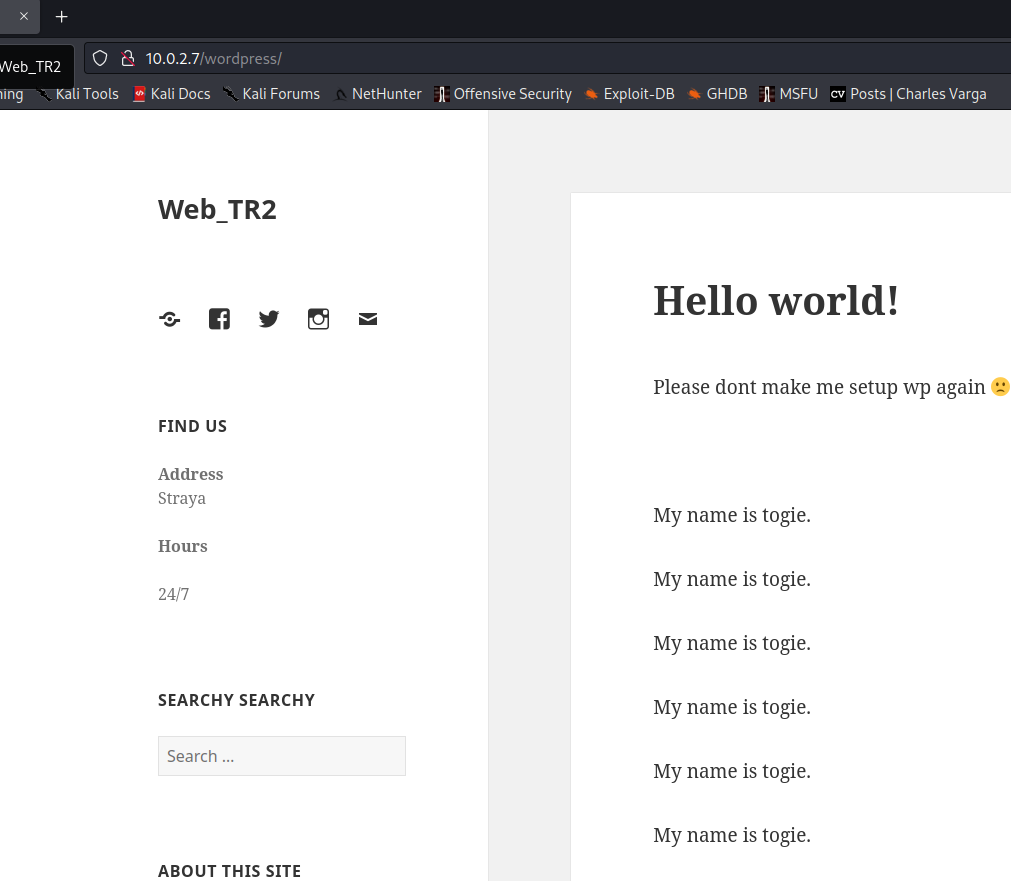 Web_TR2
10.0.2.7/wordpress/
Kali Tools Kali Docs Kali Forums NetHunter Offensive Security Exploit-DB GHDB MSFU CV Posts | Charles Varga
Web_TR2
FIND US
Address
Straya
Hours
24/7
SEARCHY SEARCHY
Search …
ABOUT THIS SITE
Hello world!
Please dont make me setup wp again 🙁
My name is togie.
My name is togie.
My name is togie.
My name is togie.
My name is togie.
My name is togie.